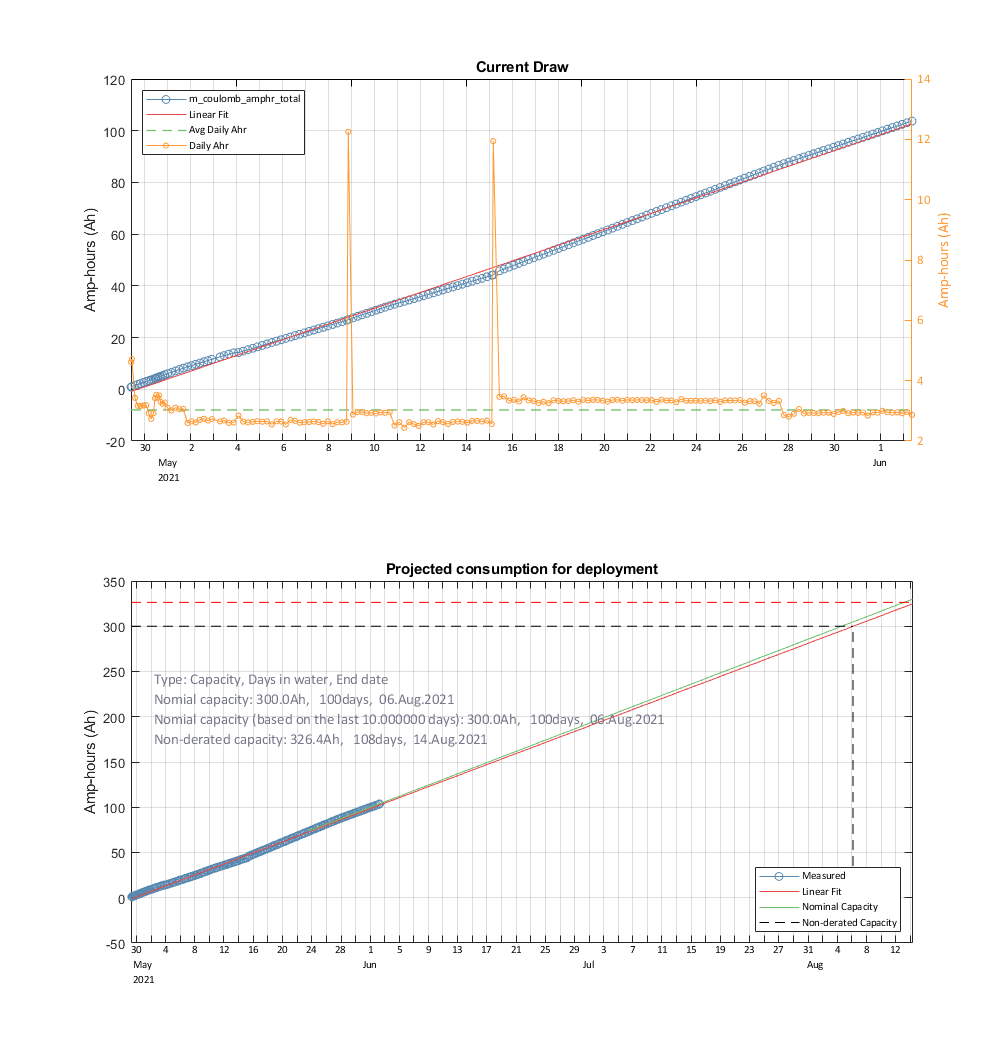 Current Draw
120
100
80
60
40
20
0
-20
Amp-hours (Ah)
14
12
10
8
6
4
2
Amp-hours (Ah)
m_coulomb_amphr_total
Linear Fit
Avg Daily Ahr
Daily Ahr
30 2 4 6 8 10 12 14 16 18 20 22 24 26 28 30 1
May Jun
2021
Projected consumption for deployment
350
300
250
200
150
100
50
0
-50
Amp-hours (Ah)
Type: Capacity, Days in water, End date
Nomial capacity: 300.0Ah, 100days, 06.Aug.2021
Nomial capacity (based on the last 10.000000 days): 300.0Ah, 100days, 06.Aug.2021
Non-derated capacity: 326.4Ah, 108days, 14.Aug.2021
Measured
Linear Fit
Nominal Capacity
Non-derated Capacity
30 4 8 12 16 20 24 28 1 5 9 13 17 21 25 29 3 7 11 15 19 23 27 31 4 8 12
May Jun Jul Aug
2021